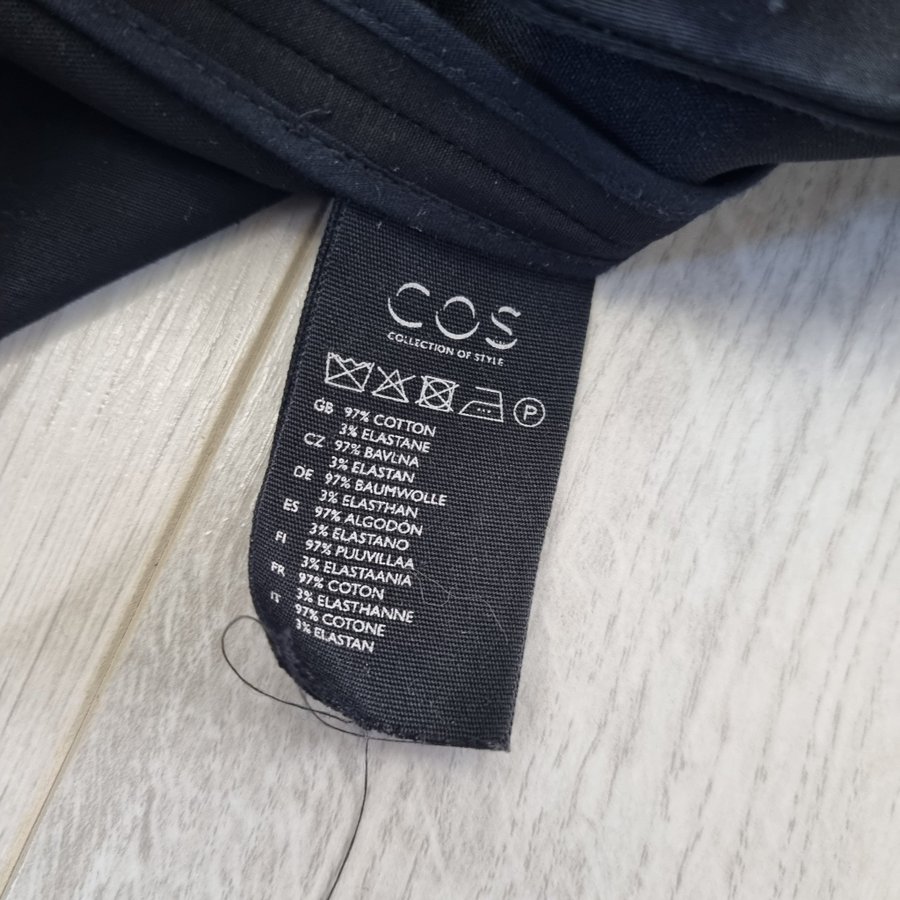 COS
COLLECTION OF STYLE
P
GB 97% COTTON
3% ELASTANE
CZ 97% BAVLNA
3% ELASTAN
DE 97% BAUMWOLLE
3% ELASTHAN
ES 97% ALGODÓN
3% ELASTANO
FI 97% PUUVILLAA
3% ELASTAANIA
FR 97% COTON
3% ELASTHANNE
IT 97% COTONE
3% ELASTAN